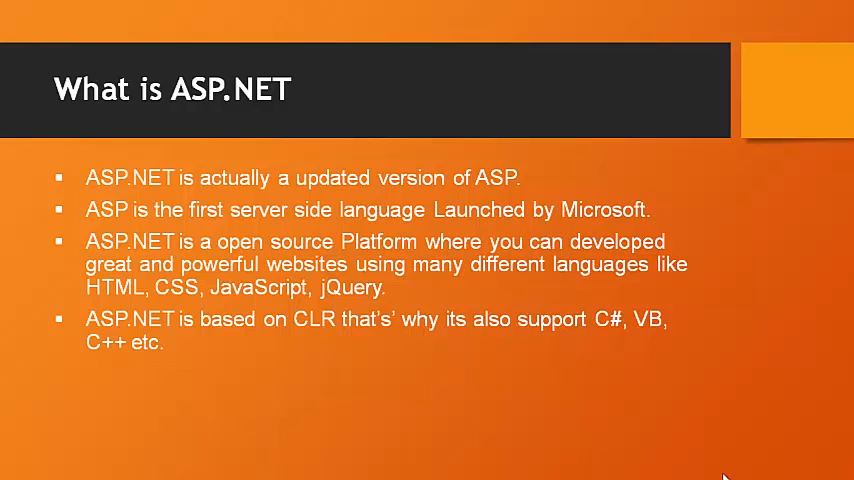 What is ASP.NET
▪ ASP.NET is actually a updated version of ASP.
▪ ASP is the first server side language Launched by Microsoft.
▪ ASP.NET is a open source Platform where you can developed
great and powerful websites using many different languages like
HTML, CSS, JavaScript, jQuery.
▪ ASP.NET is based on CLR that's' why its also support C#, VB,
C++ etc.